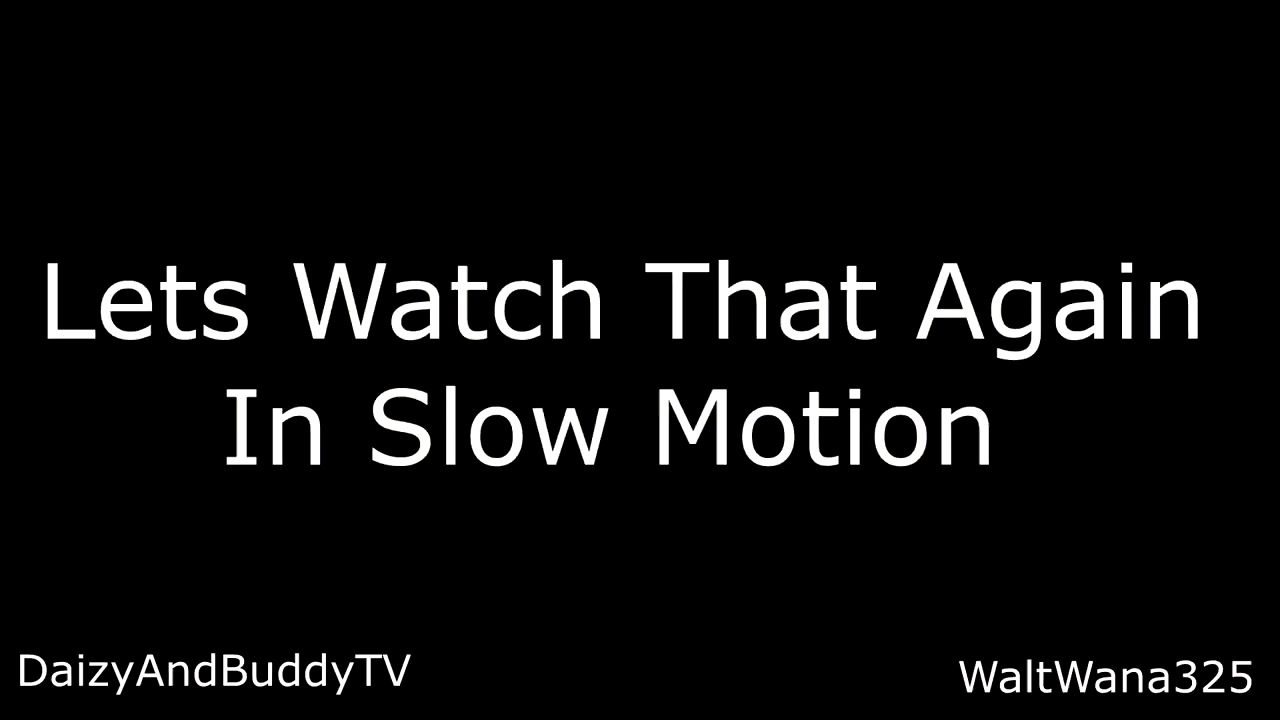 Lets Watch That Again
In Slow Motion
DaizyAndBuddyTV
WaltWana325